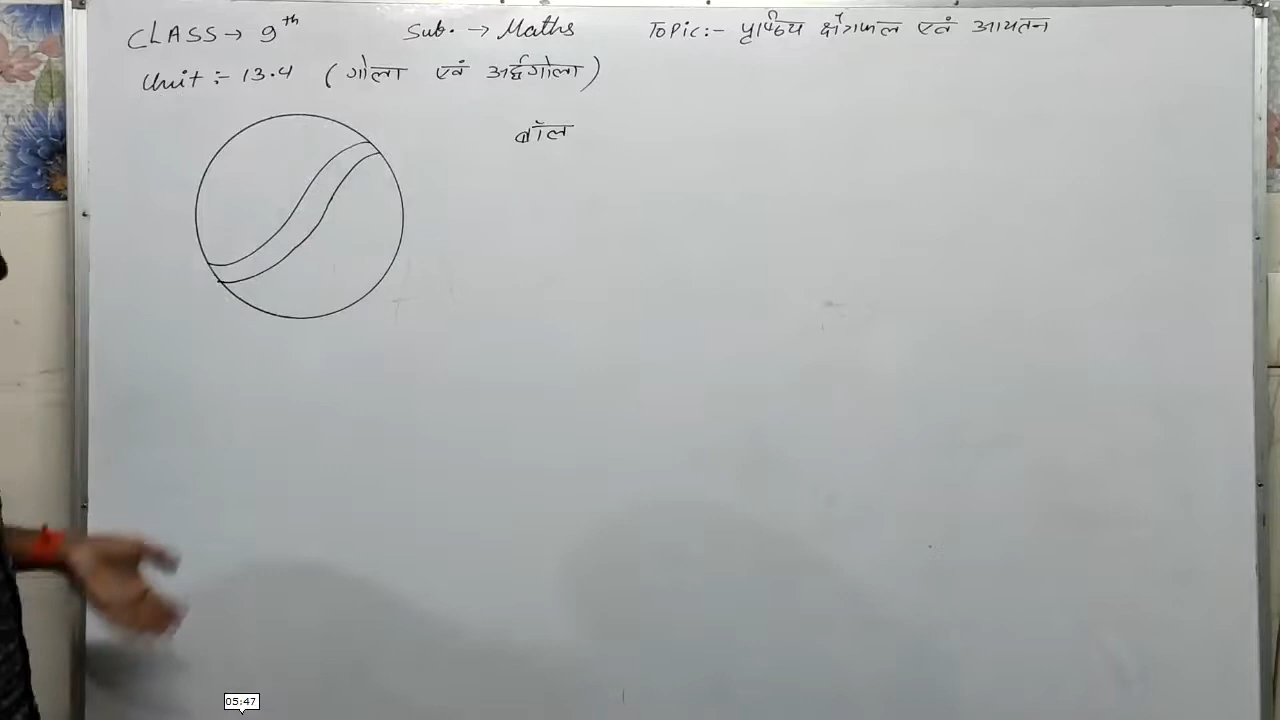 CLASS → 9th Sub. → Maths Topic:- पृष्ठिय क्षेत्रफल एवं आयतन
Unit :- 13.4 (गोला एवं अर्द्धगोला)
बॉल
05:47